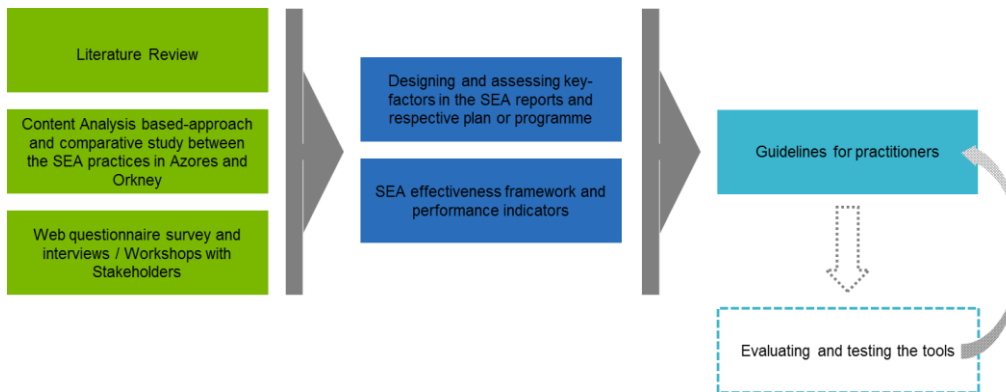 Literature Review
Content Analysis based-approach
and comparative study between
the SEA practices in Azores and
Orkney
Web questionnaire survey and
interviews / Workshops with
Stakeholders
Designing and assessing key-
factors in the SEA reports and
respective plan or programme
SEA effectiveness framework and
performance indicators
Guidelines for practitioners
Evaluating and testing the tools